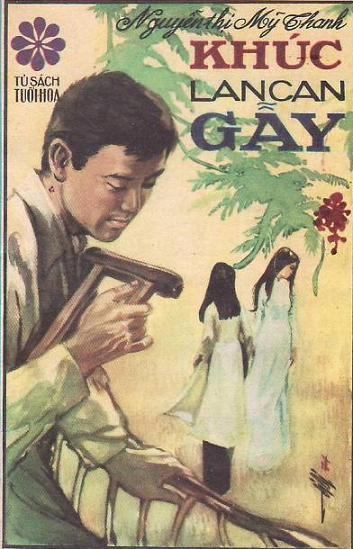 Nguyễn thị Mỹ Thanh
KHÚC
LAN CAN
GẪY
TỦ SÁCH
TUỔI HOA